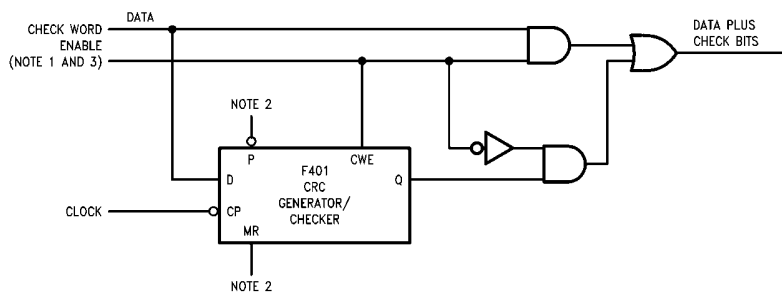 DATA
CHECK WORD
ENABLE
(NOTE 1 AND 3)
DATA PLUS
CHECK BITS
NOTE 2
P
CWE
D
F401
CRC
GENERATOR/
CHECKER
Q
CLOCK
CP
MR
NOTE 2